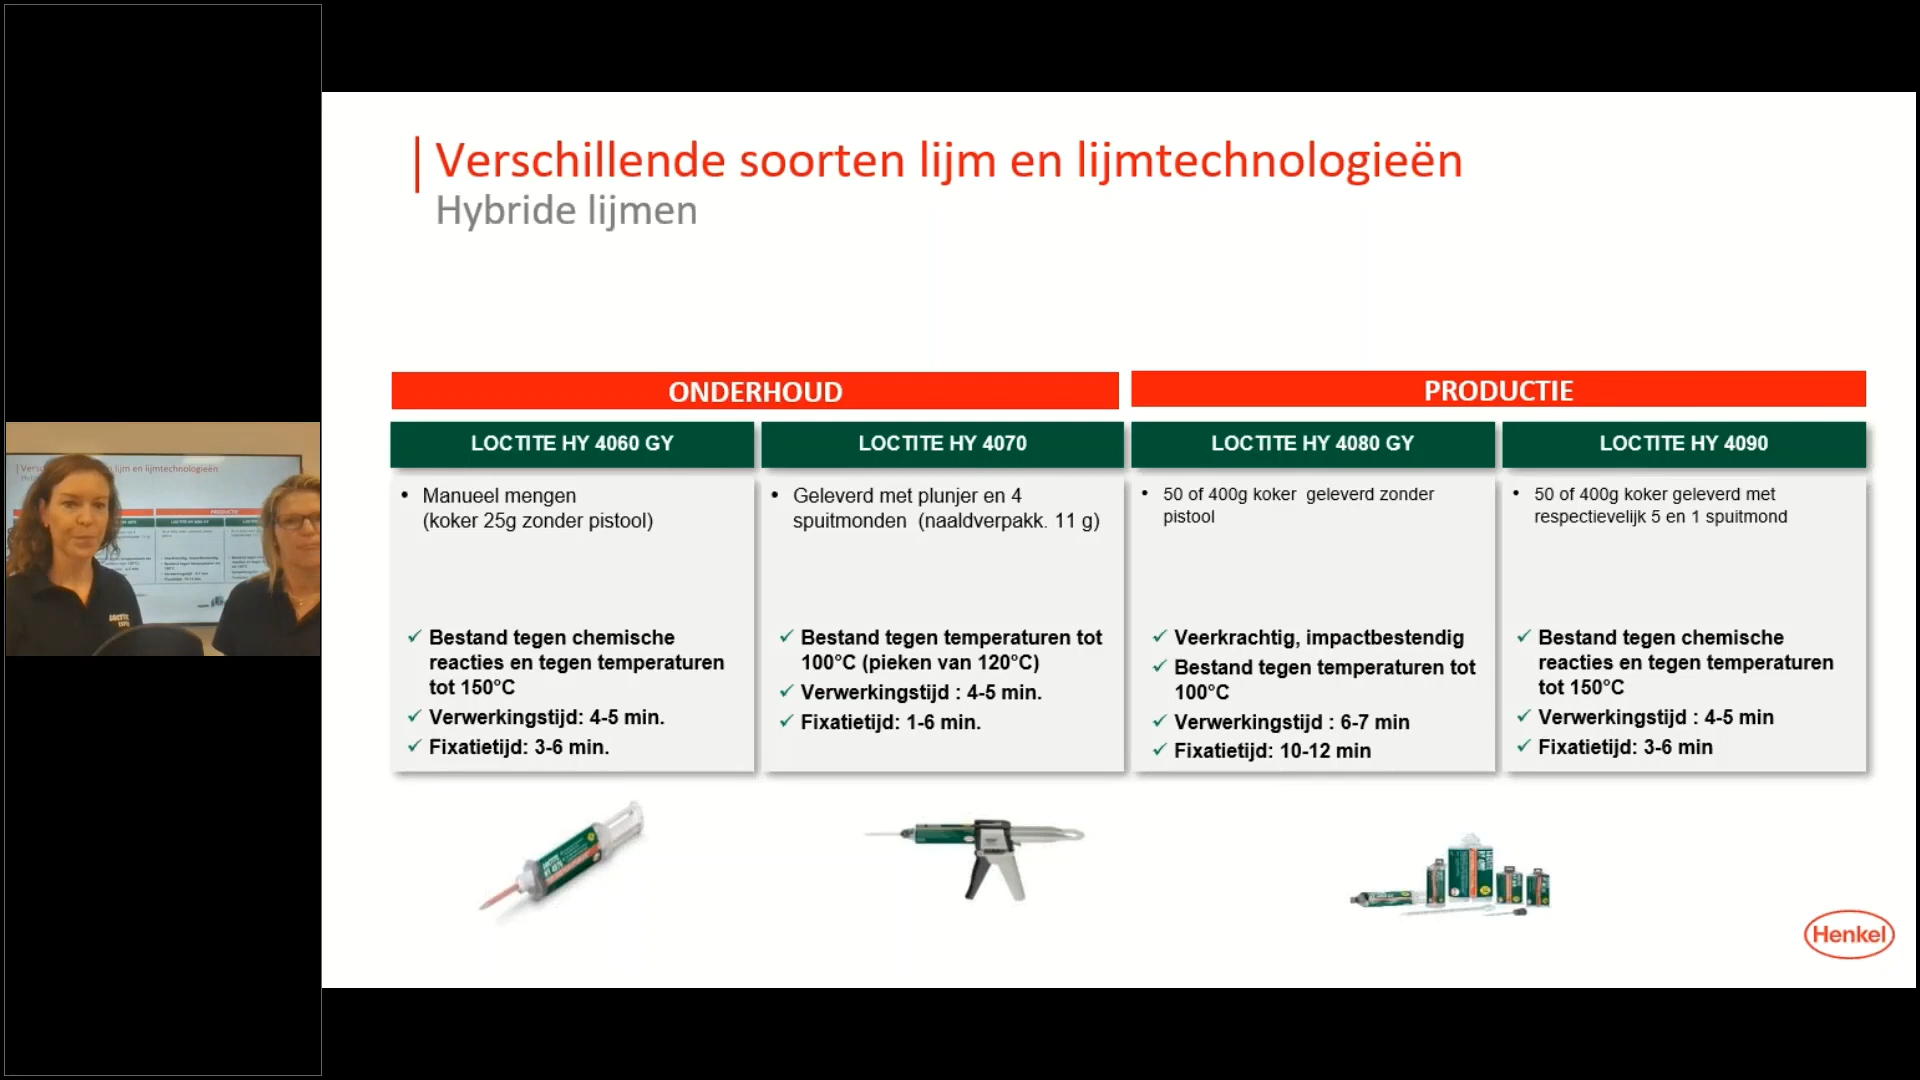 Verschillende soorten lijm en lijmtechnologieën
Hybride lijmen
ONDERHOUD
PRODUCTIE
LOCTITE HY 4060 GY
LOCTITE HY 4070
LOCTITE HY 4080 GY
LOCTITE HY 4090
• Manueel mengen
(koker 25g zonder pistool)
• Geleverd met plunjer en 4
spuitmonden (naaldverpakk. 11 g)
• 50 of 400g koker geleverd zonder
pistool
• 50 of 400g koker geleverd met
respectievelijk 5 en 1 spuitmond
✓ Bestand tegen chemische
reacties en tegen temperaturen
tot 150°C
✓ Verwerkingstijd: 4-5 min.
✓ Fixatietijd: 3-6 min.
✓ Bestand tegen temperaturen tot
100°C (pieken van 120°C)
✓ Verwerkingstijd : 4-5 min.
✓ Fixatietijd: 1-6 min.
✓ Veerkrachtig, impactbestendig
✓ Bestand tegen temperaturen tot
100°C
✓ Verwerkingstijd : 6-7 min
✓ Fixatietijd: 10-12 min
✓ Bestand tegen chemische
reacties en tegen temperaturen
tot 150°C
✓ Verwerkingstijd : 4-5 min
✓ Fixatietijd: 3-6 min
Henkel
lijm en lijmtechnologieën
PRODUCTIE
LOCTITE